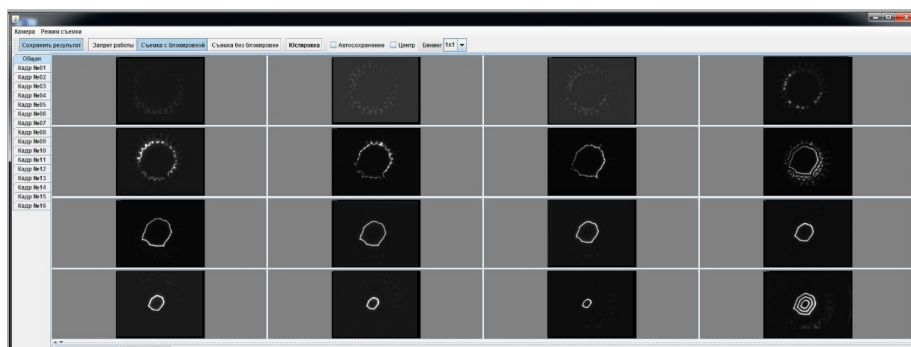 Камера Режим съемки
Сохранить результат Запрет работы Съемка с блокировкой Съемка без блокировки Юстировка Автосохранение Центр Бининг 1x1
Общая
Кадр №01
Кадр №02
Кадр №03
Кадр №04
Кадр №05
Кадр №06
Кадр №07
Кадр №08
Кадр №09
Кадр №10
Кадр №11
Кадр №12
Кадр №13
Кадр №14
Кадр №15
Кадр №16